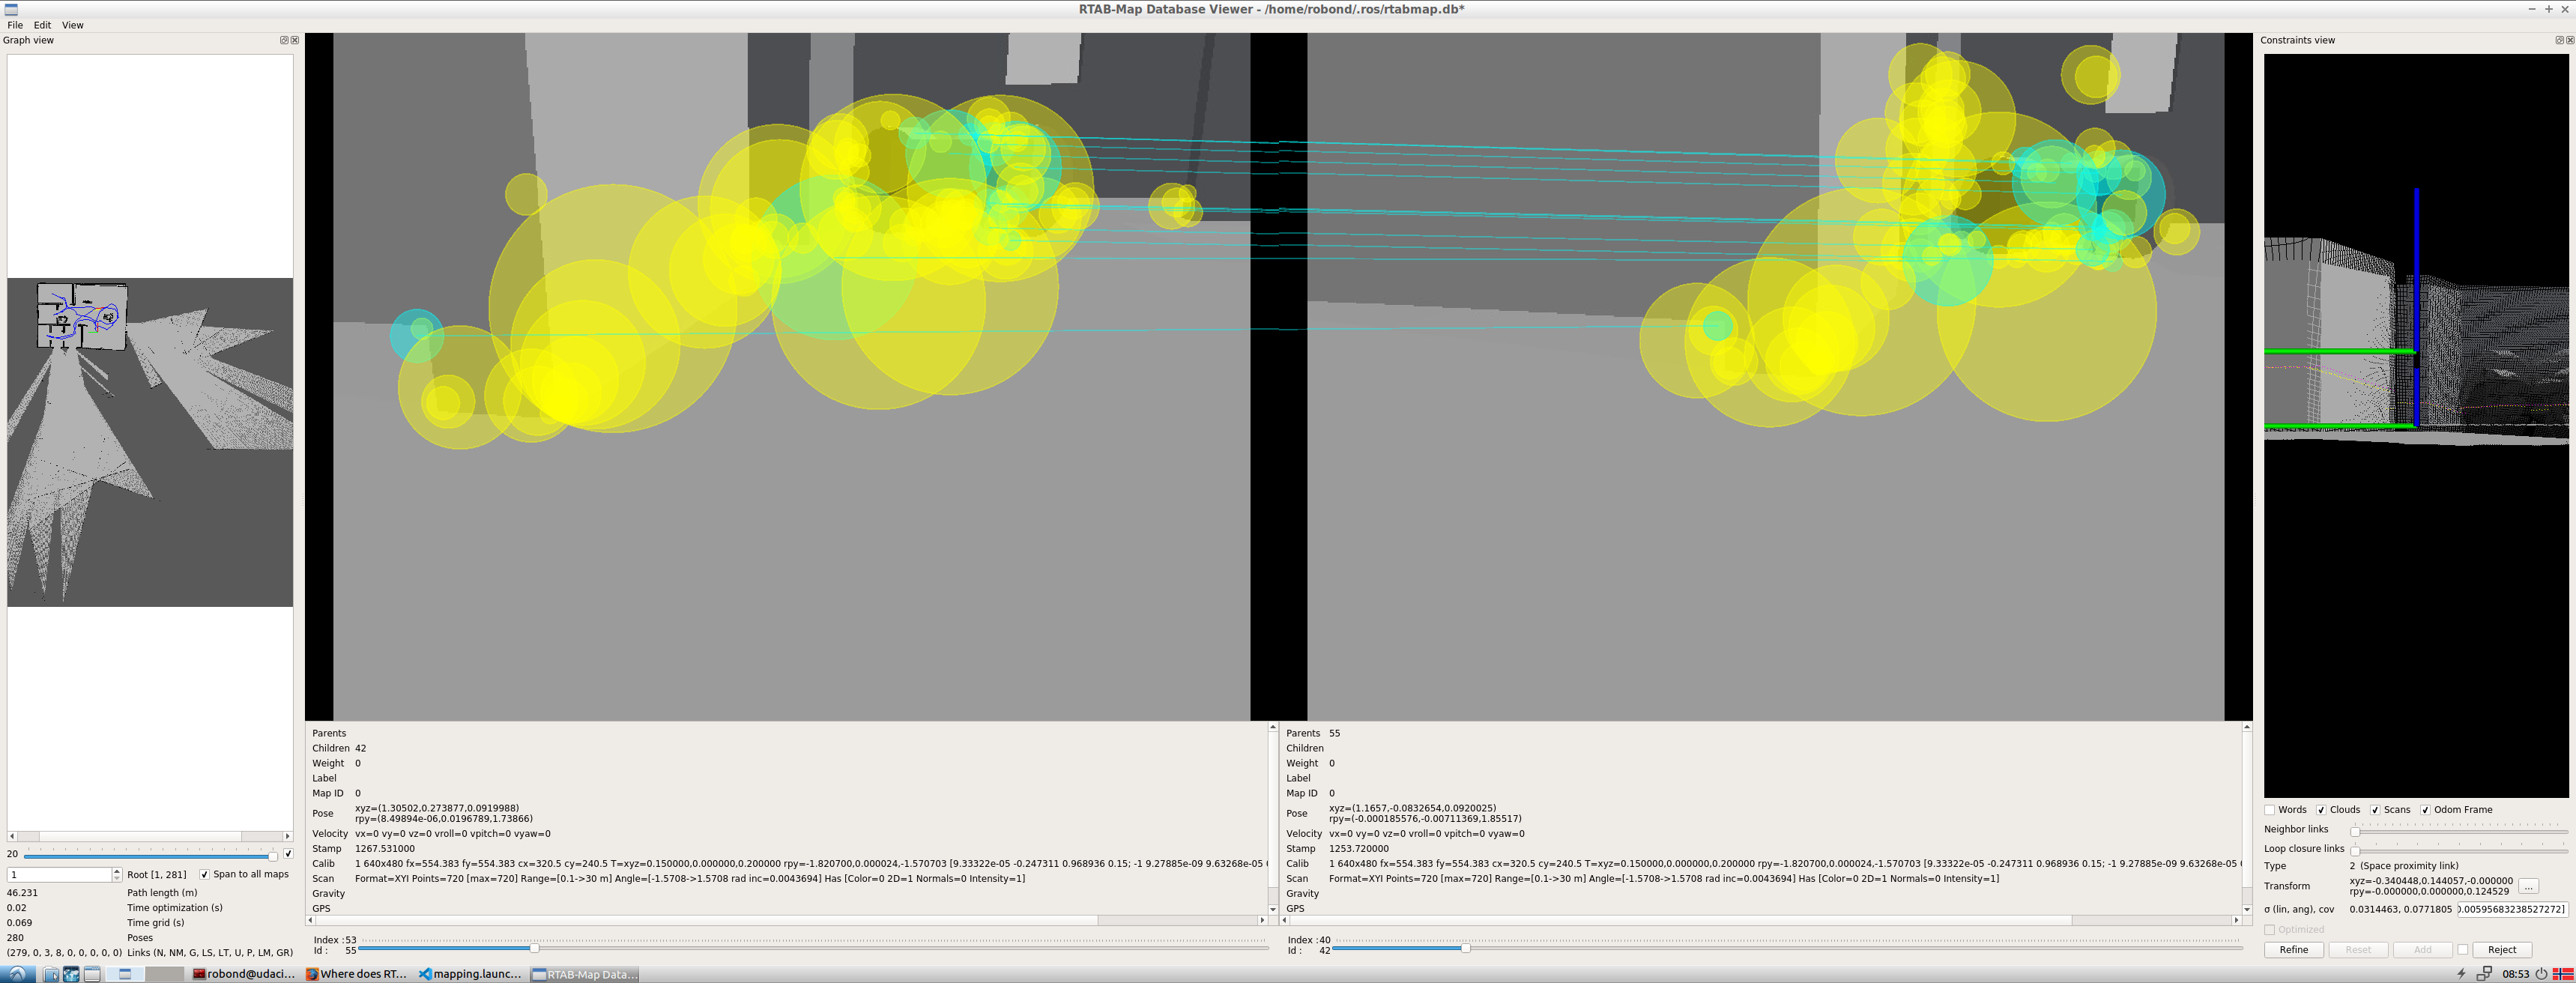 RTAB-Map Database Viewer - /home/robond/.ros/rtabmap.db*
File Edit View
Graph view
Constraints view
20
1 Root [1, 281] Span to all maps
46.231 Path length (m)
0.02 Time optimization (s)
0.069 Time grid (s)
280 Poses
(279, 0, 3, 8, 0, 0, 0, 0, 0) Links (N, NM, G, LS, LT, U, P, LM, GR)
Parents
Children 42
Weight 0
Label
Map ID 0
Pose xyz=(1.30502,0.273877,0.0919988)
rpy=(8.49894e-06,0.0196789,1.73866)
Velocity vx=0 vy=0 vz=0 vroll=0 vpitch=0 vyaw=0
Stamp 1267.531000
Calib 1 640x480 fx=554.383 fy=554.383 cx=320.5 cy=240.5 T=xyz=0.150000,0.000000,0.200000 rpy=-1.820700,0.000024,-1.570703 [9.33322e-05 -0.247311 0.968936 0.15; -1 9.27885e-09 9.63268e-05 (
Scan Format=XYI Points=720 [max=720] Range=[0.1->30 m] Angle=[-1.5708->1.5708 rad inc=0.0043694] Has [Color=0 2D=1 Normals=0 Intensity=1]
Gravity
GPS
Index : 53
Id : 55
Parents 55
Children
Weight 0
Label
Map ID 0
Pose xyz=(1.1657,-0.0832654,0.0920025)
rpy=(-0.000185576,-0.00711369,1.85517)
Velocity vx=0 vy=0 vz=0 vroll=0 vpitch=0 vyaw=0
Stamp 1253.720000
Calib 1 640x480 fx=554.383 fy=554.383 cx=320.5 cy=240.5 T=xyz=0.150000,0.000000,0.200000 rpy=-1.820700,0.000024,-1.570703 [9.33322e-05 -0.247311 0.968936 0.15; -1 9.27885e-09 9.63268e-05 (
Scan Format=XYI Points=720 [max=720] Range=[0.1->30 m] Angle=[-1.5708->1.5708 rad inc=0.0043694] Has [Color=0 2D=1 Normals=0 Intensity=1]
Gravity
GPS
Index : 40
Id : 42
Words Clouds Scans Odom Frame
Neighbor links
Loop closure links
Type 2 (Space proximity link)
Transform xyz=-0.340448,0.144057,-0.000000
rpy=-0.000000,0.000000,0.124529 ...
σ (lin, ang), cov 0.0314463, 0.0771805 0.00595683238527272]
Optimized
Refine Reset Add Reject
robond@udaci... Where does RT... mapping.launc... RTAB-Map Data... 08:53